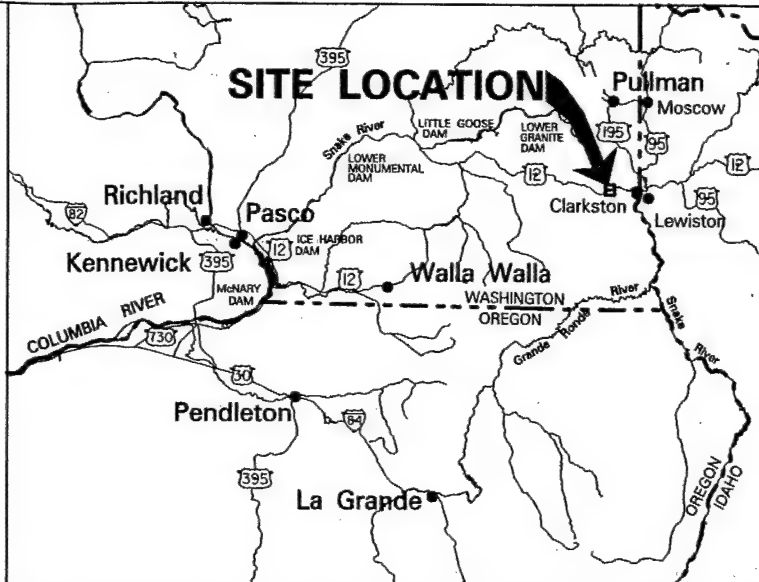 395
SITE LOCATION
Pullman
Moscow
LITTLE GOOSE
DAM
LOWER
GRANITE
DAM
195
95
Snake River
LOWER
MONUMENTAL
DAM
12
12
Richland
82
Pasco
Clarkston
95
Lewiston
12
ICE HARBOR
DAM
Kennewick
395
McNARY
DAM
12
Walla Walla
WASHINGTON
OREGON
River
COLUMBIA RIVER
730
Grande Ronde
Snake
River
30
Pendleton
84
395
La Grande
OREGON
IDAHO